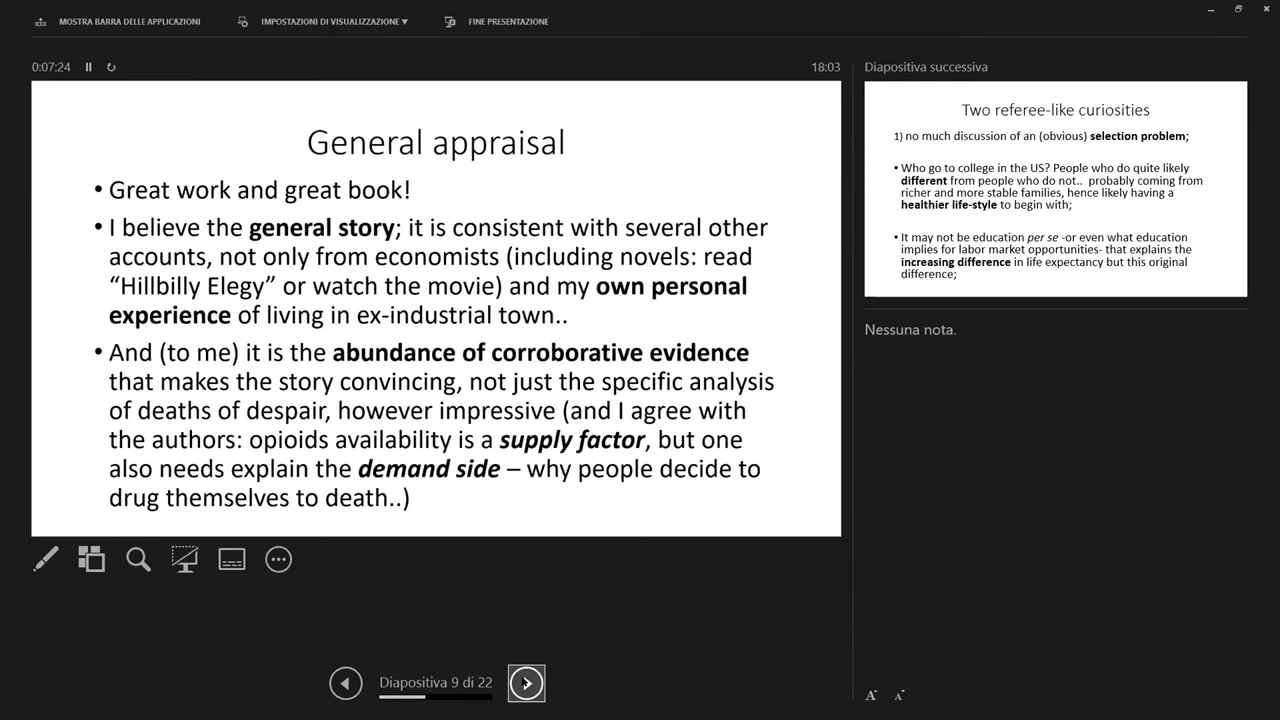 MOSTRA BARRA DELLE APPLICAZIONI
IMPOSTAZIONI DI VISUALIZZAZIONE ▼
FINE PRESENTAZIONE
0:07:24
18:03
General appraisal
• Great work and great book!
• I believe the general story; it is consistent with several other
accounts, not only from economists (including novels: read
“Hillbilly Elegy” or watch the movie) and my own personal
experience of living in ex-industrial town..
• And (to me) it is the abundance of corroborative evidence
that makes the story convincing, not just the specific analysis
of deaths of despair, however impressive (and I agree with
the authors: opioids availability is a supply factor, but one
also needs explain the demand side – why people decide to
drug themselves to death..)
Diapositiva 9 di 22
Diapositiva successiva
Two referee-like curiosities
1) no much discussion of an (obvious) selection problem;
• Who go to college in the US? People who do quite likely
different from people who do not.. probably coming from
richer and more stable families, hence likely having a
healthier life-style to begin with;
• It may not be education per se -or even what education
implies for labor market opportunities- that explains the
increasing difference in life expectancy but this original
difference;
Nessuna nota.
A A